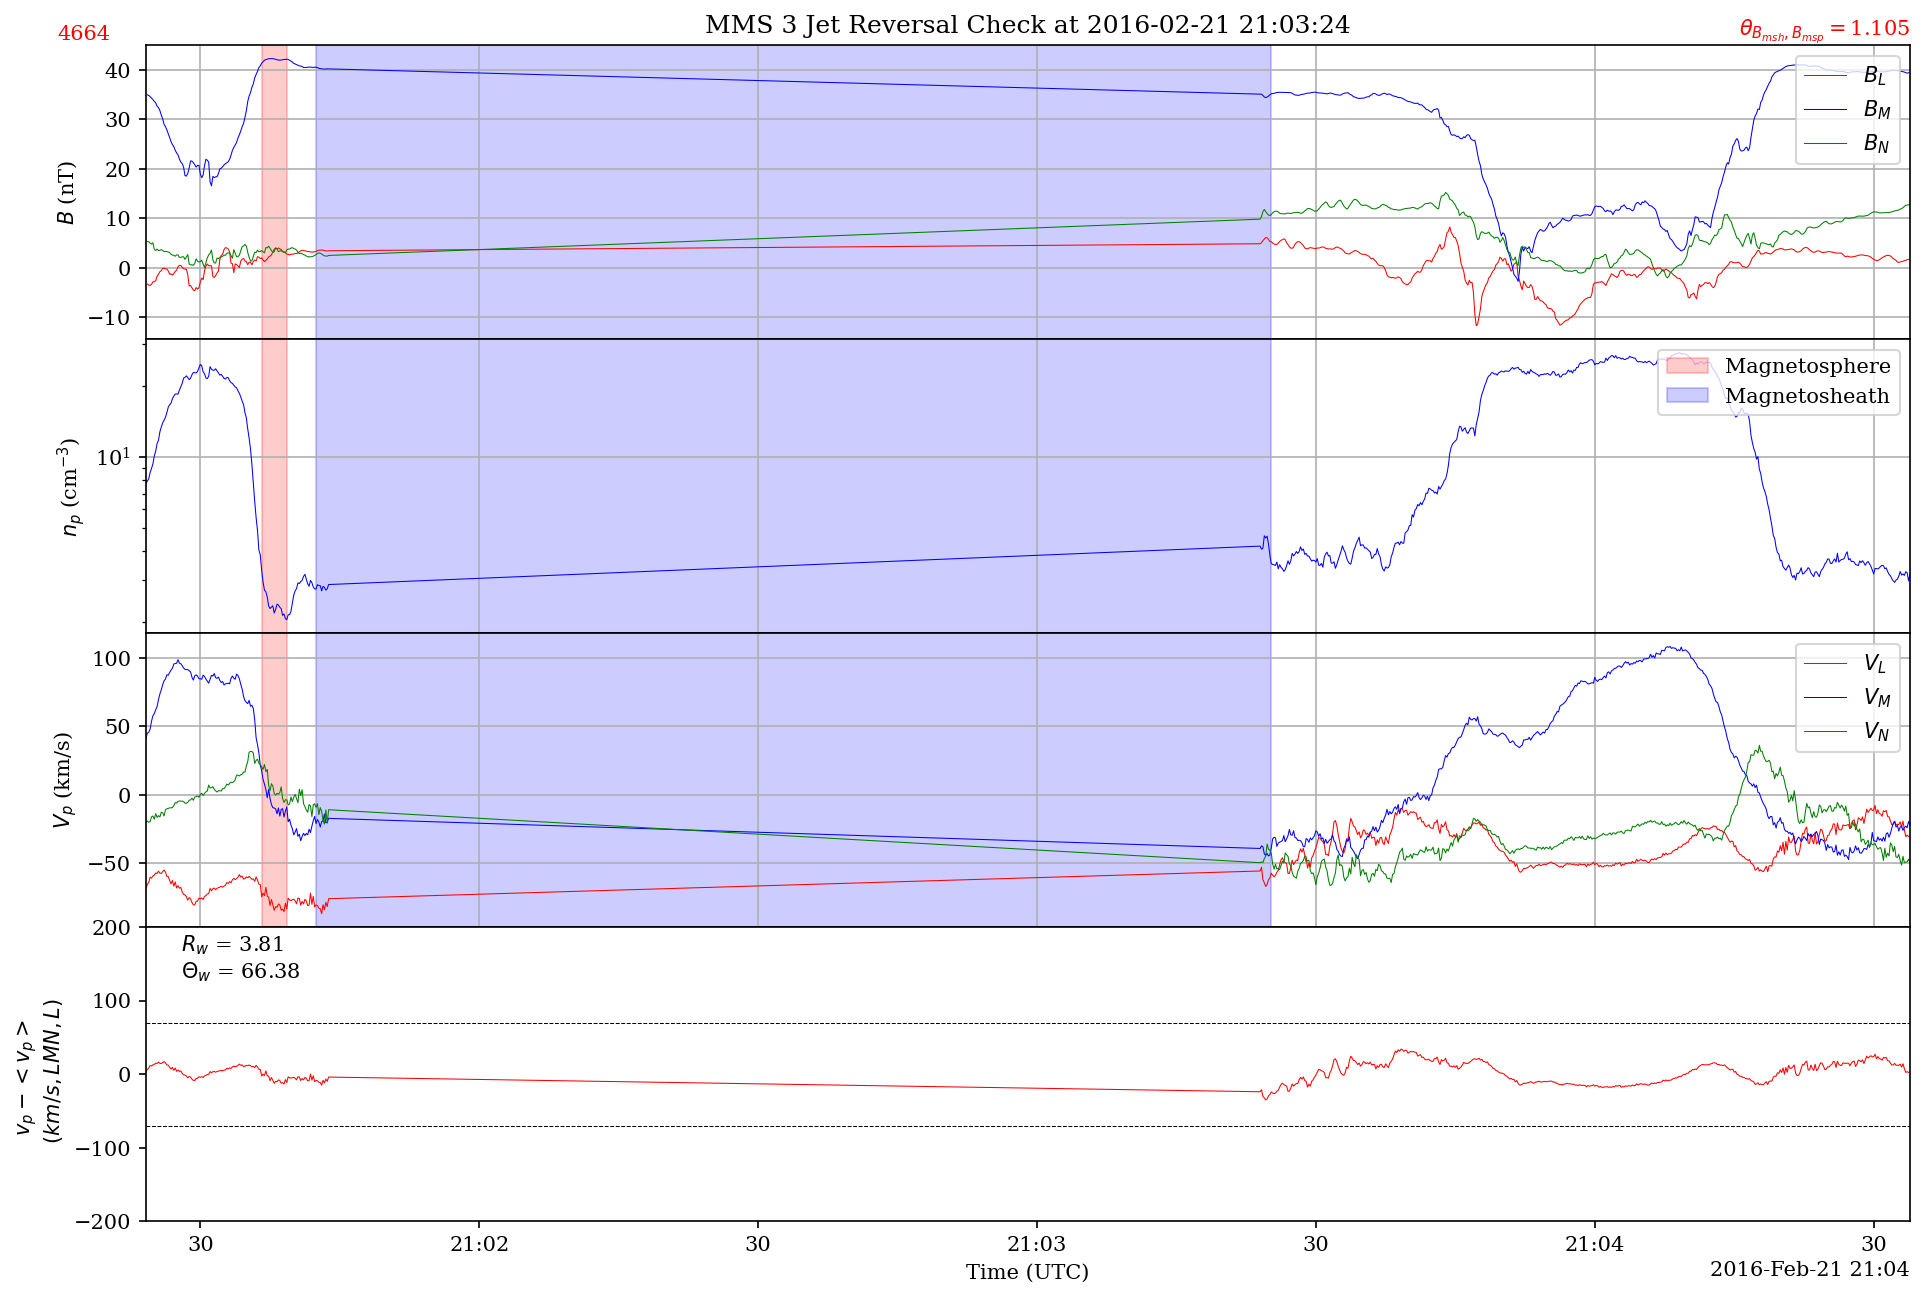 MMS 3 Jet Reversal Check at 2016-02-21 21:03:24
4664
θ_{B_{msh}, B_{msp}} = 1.105
40
30
20
10
0
−10
B (nT)
B_L
B_M
B_N
10^1
n_p (cm^{−3})
Magnetosphere
Magnetosheath
100
50
0
−50
V_p (km/s)
V_L
V_M
V_N
200
100
0
−100
−200
v_p − < v_p >
(km/s, LMN, L)
R_w = 3.81
Θ_w = 66.38
30 21:02 30 21:03 30 21:04 30
Time (UTC)
2016-Feb-21 21:04